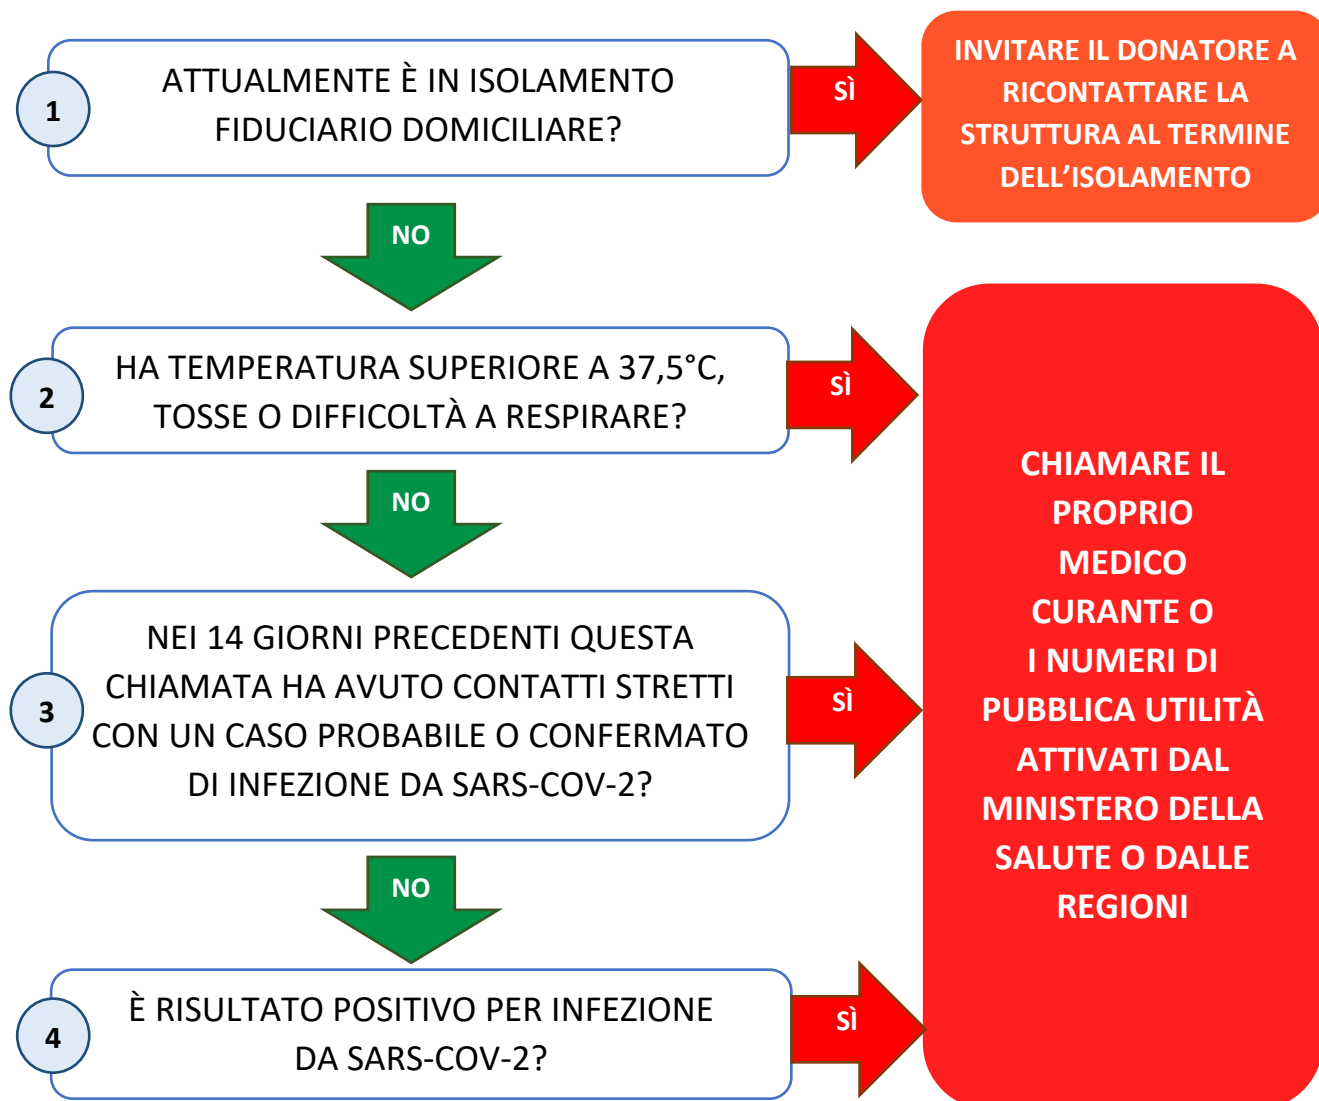 1
ATTUALMENTE È IN ISOLAMENTO
FIDUCIARIO DOMICILIARE?
SÌ
INVITARE IL DONATORE A
RICONTATTARE LA
STRUTTURA AL TERMINE
DELL’ISOLAMENTO
NO
2
HA TEMPERATURA SUPERIORE A 37,5°C,
TOSSE O DIFFICOLTÀ A RESPIRARE?
SÌ
NO
3
NEI 14 GIORNI PRECEDENTI QUESTA
CHIAMATA HA AVUTO CONTATTI STRETTI
CON UN CASO PROBABILE O CONFERMATO
DI INFEZIONE DA SARS-COV-2?
SÌ
NO
4
È RISULTATO POSITIVO PER INFEZIONE
DA SARS-COV-2?
SÌ
CHIAMARE IL
PROPRIO
MEDICO
CURANTE O
I NUMERI DI
PUBBLICA UTILITÀ
ATTIVATI DAL
MINISTERO DELLA
SALUTE O DALLE
REGIONI